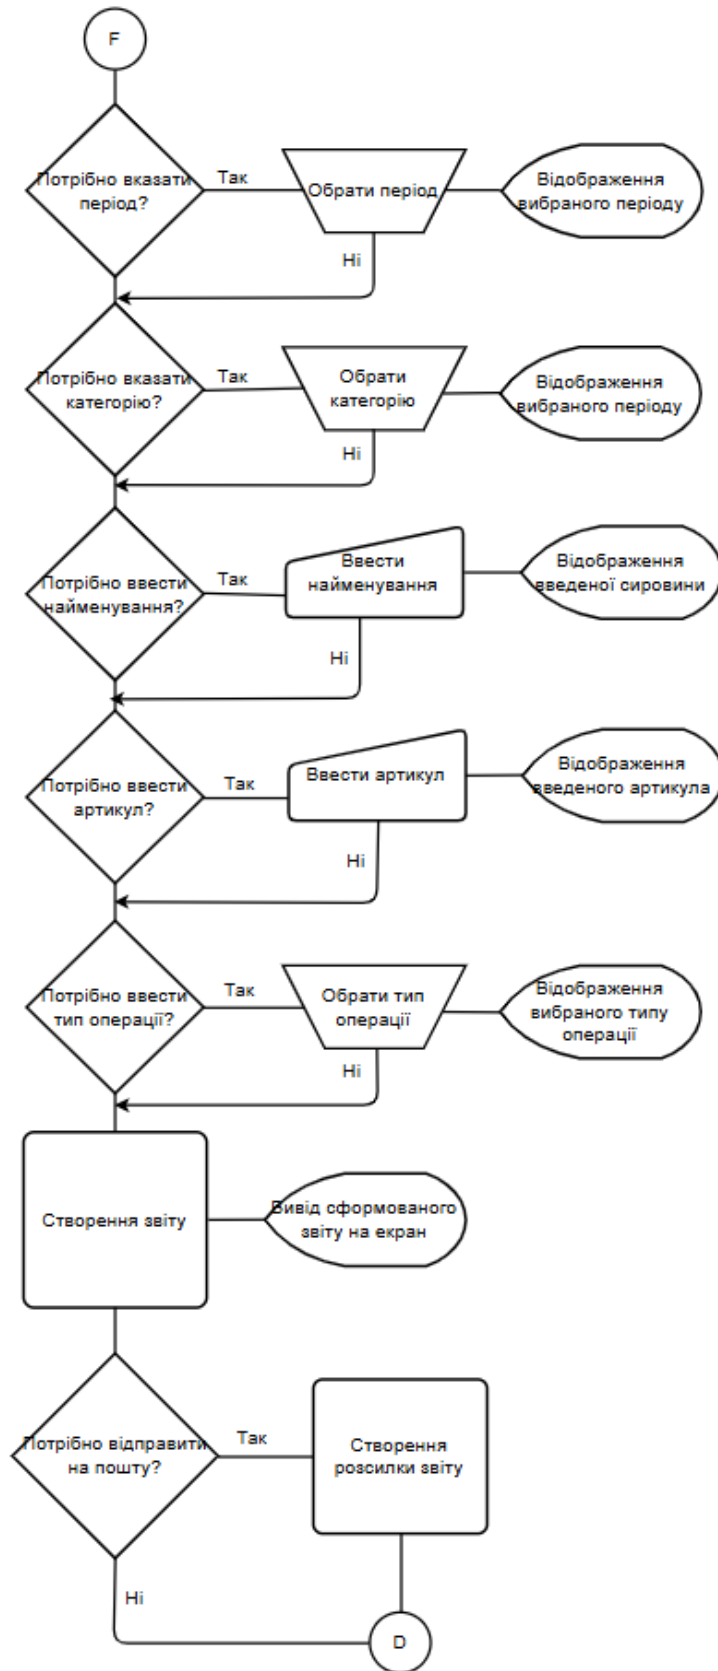 F
Потрібно вказати
період?
Так
Обрати період
Відображення
вибраного періоду
Ні
Потрібно вказати
категорію?
Так
Обрати
категорію
Відображення
вибраного періоду
Ні
Потрібно ввести
найменування?
Так
Ввести
найменування
Відображення
введеної сировини
Ні
Потрібно ввести
артикул?
Так
Ввести артикул
Відображення
введеного артикула
Ні
Потрібно ввести
тип операції?
Так
Обрати тип
операції
Відображення
вибраного типу
операції
Ні
Створення звіту
Вивід сформованого
звіту на екран
Потрібно відправити
на пошту?
Так
Створення
розсилки звіту
Ні
D